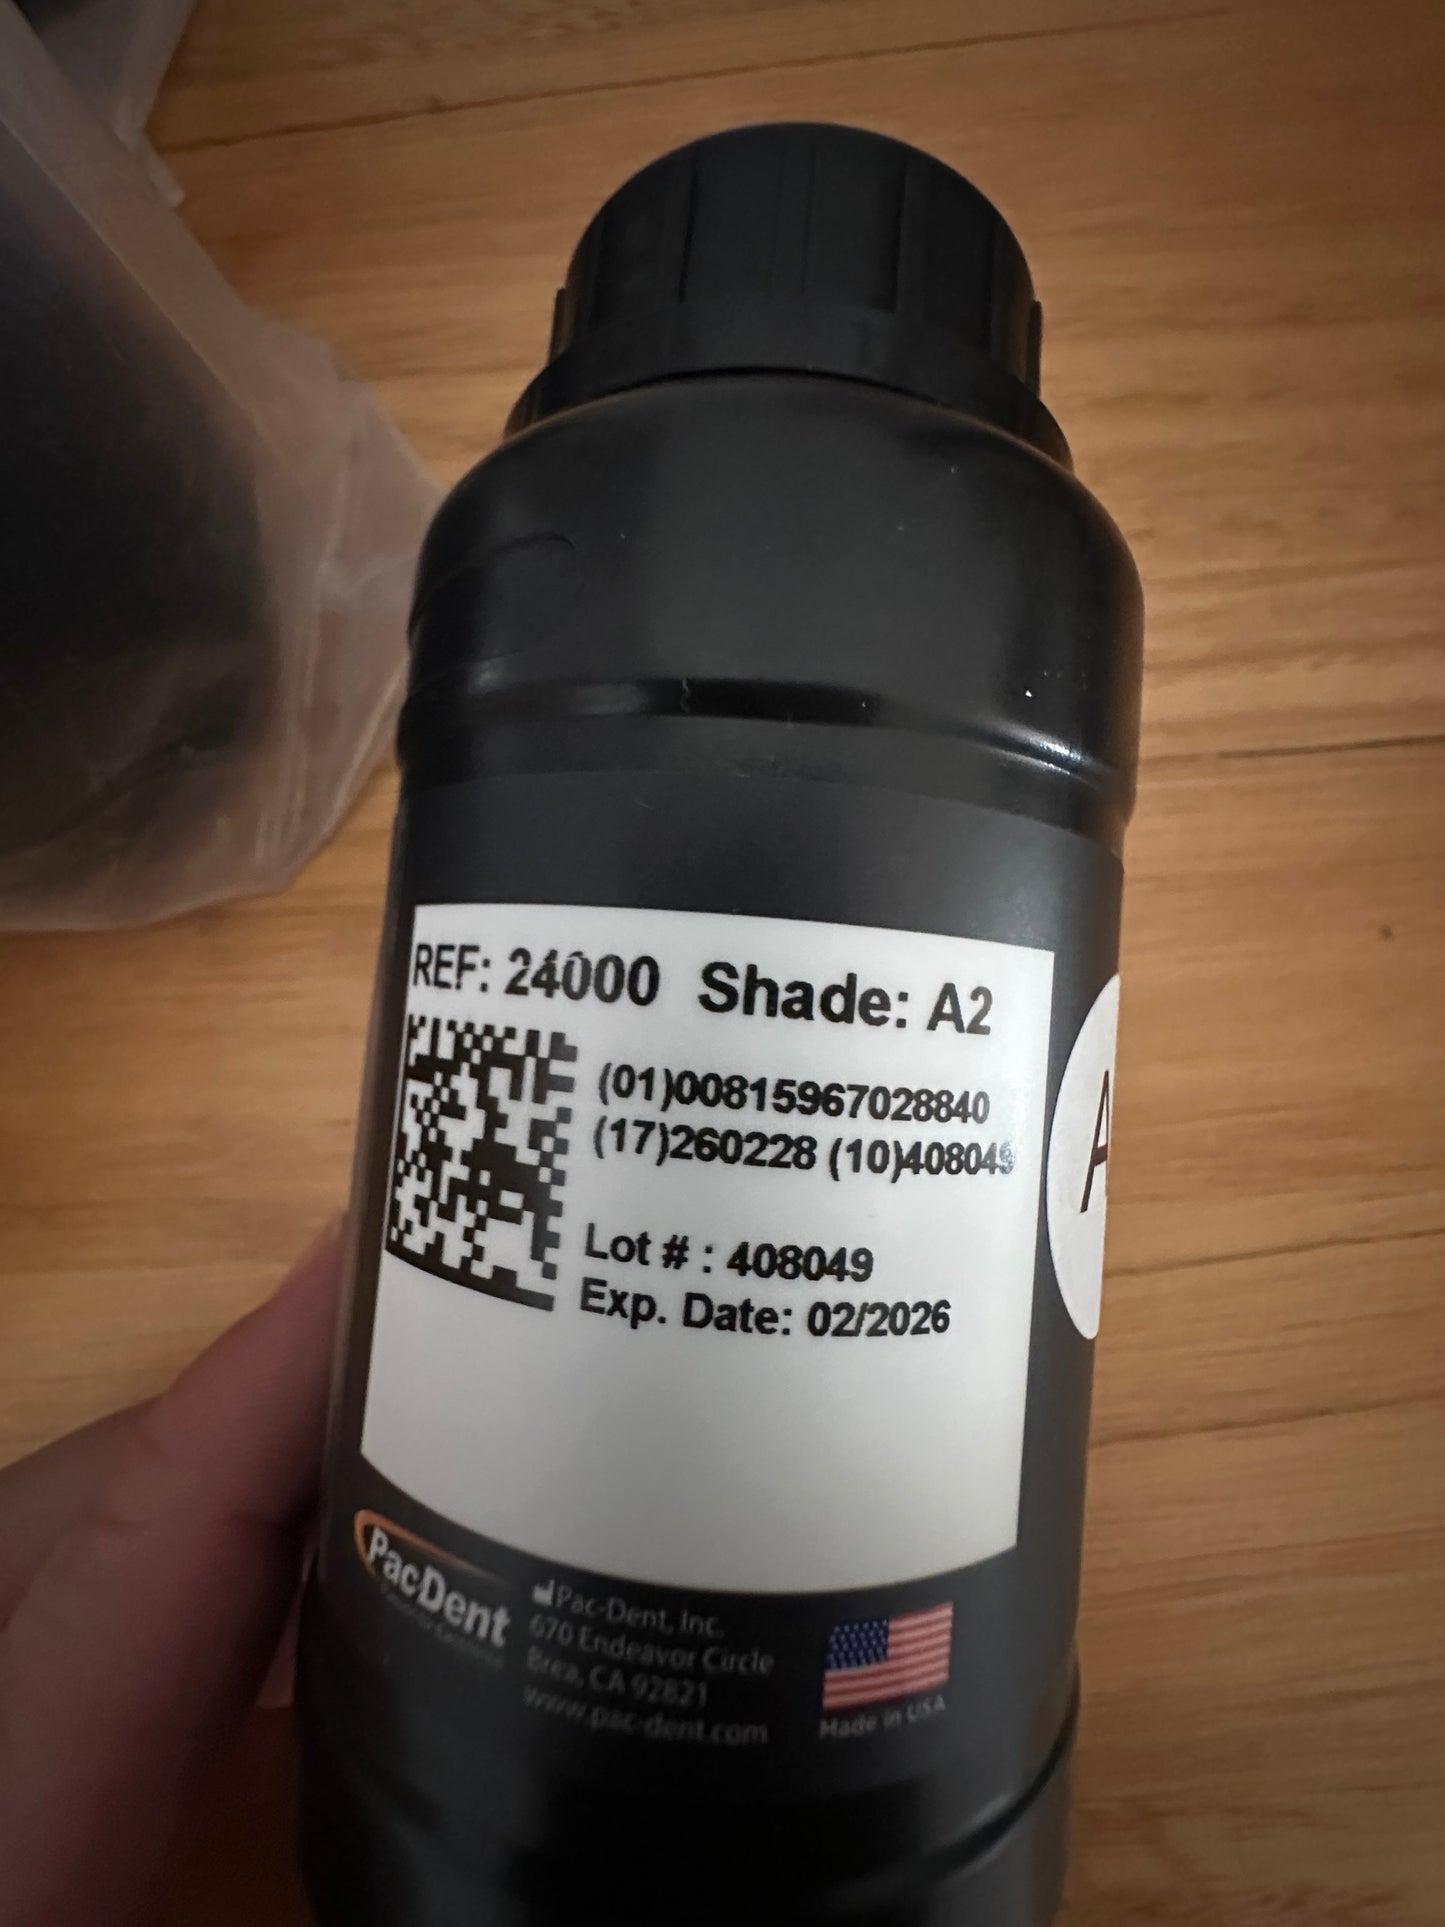 REF: 24000 Shade: A2
(01)00815967028840
(17)260228 (10)408049
Lot # : 408049
Exp. Date: 02/2026
A
PacDent
Pac-Dent, Inc.
670 Endeavor Circle
Brea, CA 92821
www.pac-dent.com
Made in USA